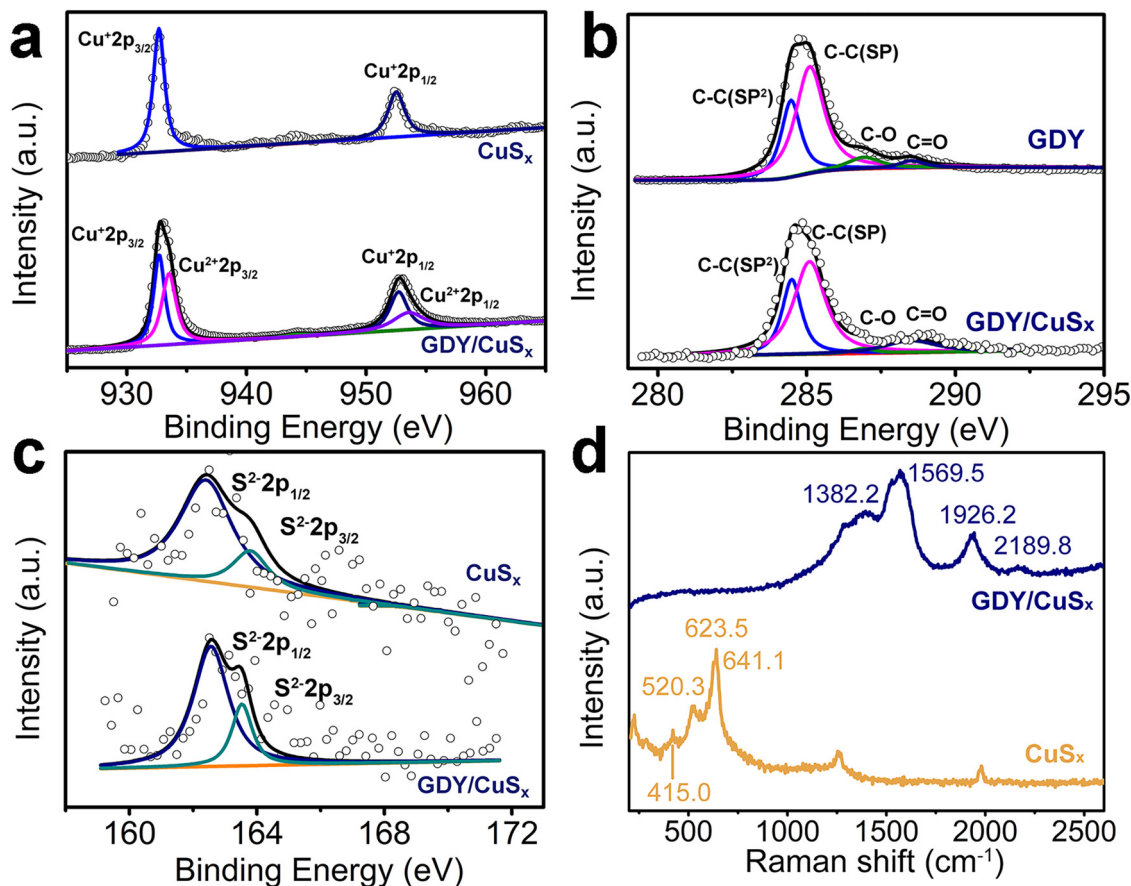 a
Cu⁺2p₃/₂
Cu⁺2p₁/₂
CuSₓ
Cu⁺2p₃/₂
Cu²⁺2p₃/₂
Cu⁺2p₁/₂
Cu²⁺2p₁/₂
GDY/CuSₓ
Intensity (a.u.)
930 940 950 960
Binding Energy (eV)
b
C-C(SP)
C-C(SP²)
C-O
C=O
GDY
C-C(SP)
C-C(SP²)
C-O
C=O
GDY/CuSₓ
Intensity (a.u.)
280 285 290 295
Binding Energy (eV)
c
S²⁻2p₁/₂
S²⁻2p₃/₂
CuSₓ
S²⁻2p₁/₂
S²⁻2p₃/₂
GDY/CuSₓ
Intensity (a.u.)
160 164 168 172
Binding Energy (eV)
d
1382.2
1569.5
1926.2
2189.8
GDY/CuSₓ
623.5
641.1
520.3
415.0
CuSₓ
Intensity (a.u.)
500 1000 1500 2000 2500
Raman shift (cm⁻¹)